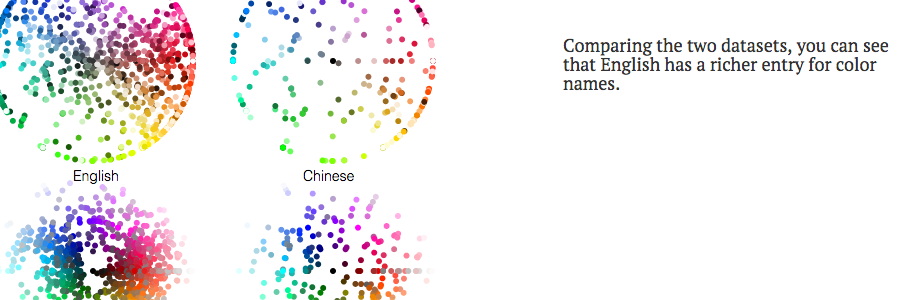 Comparing the two datasets, you can see
that English has a richer entry for color
names.
English
Chinese